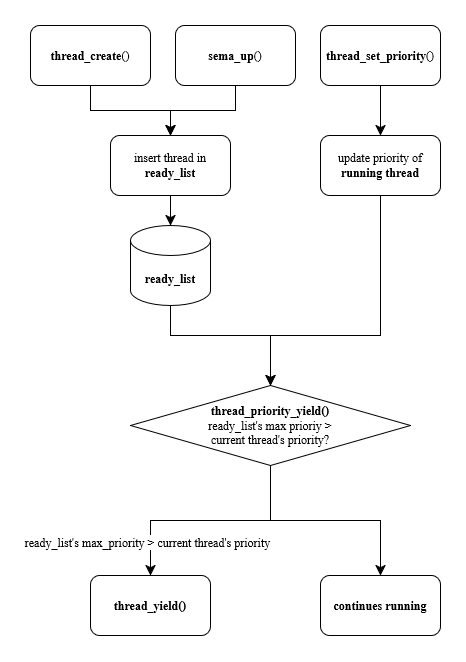 thread_create()
sema_up()
thread_set_priority()
insert thread in
ready_list
update priority of
running thread
ready_list
thread_priority_yield()
ready_list's max prioriy >
current thread's priority?
ready_list's max_priority > current thread's priority
thread_yield()
continues running